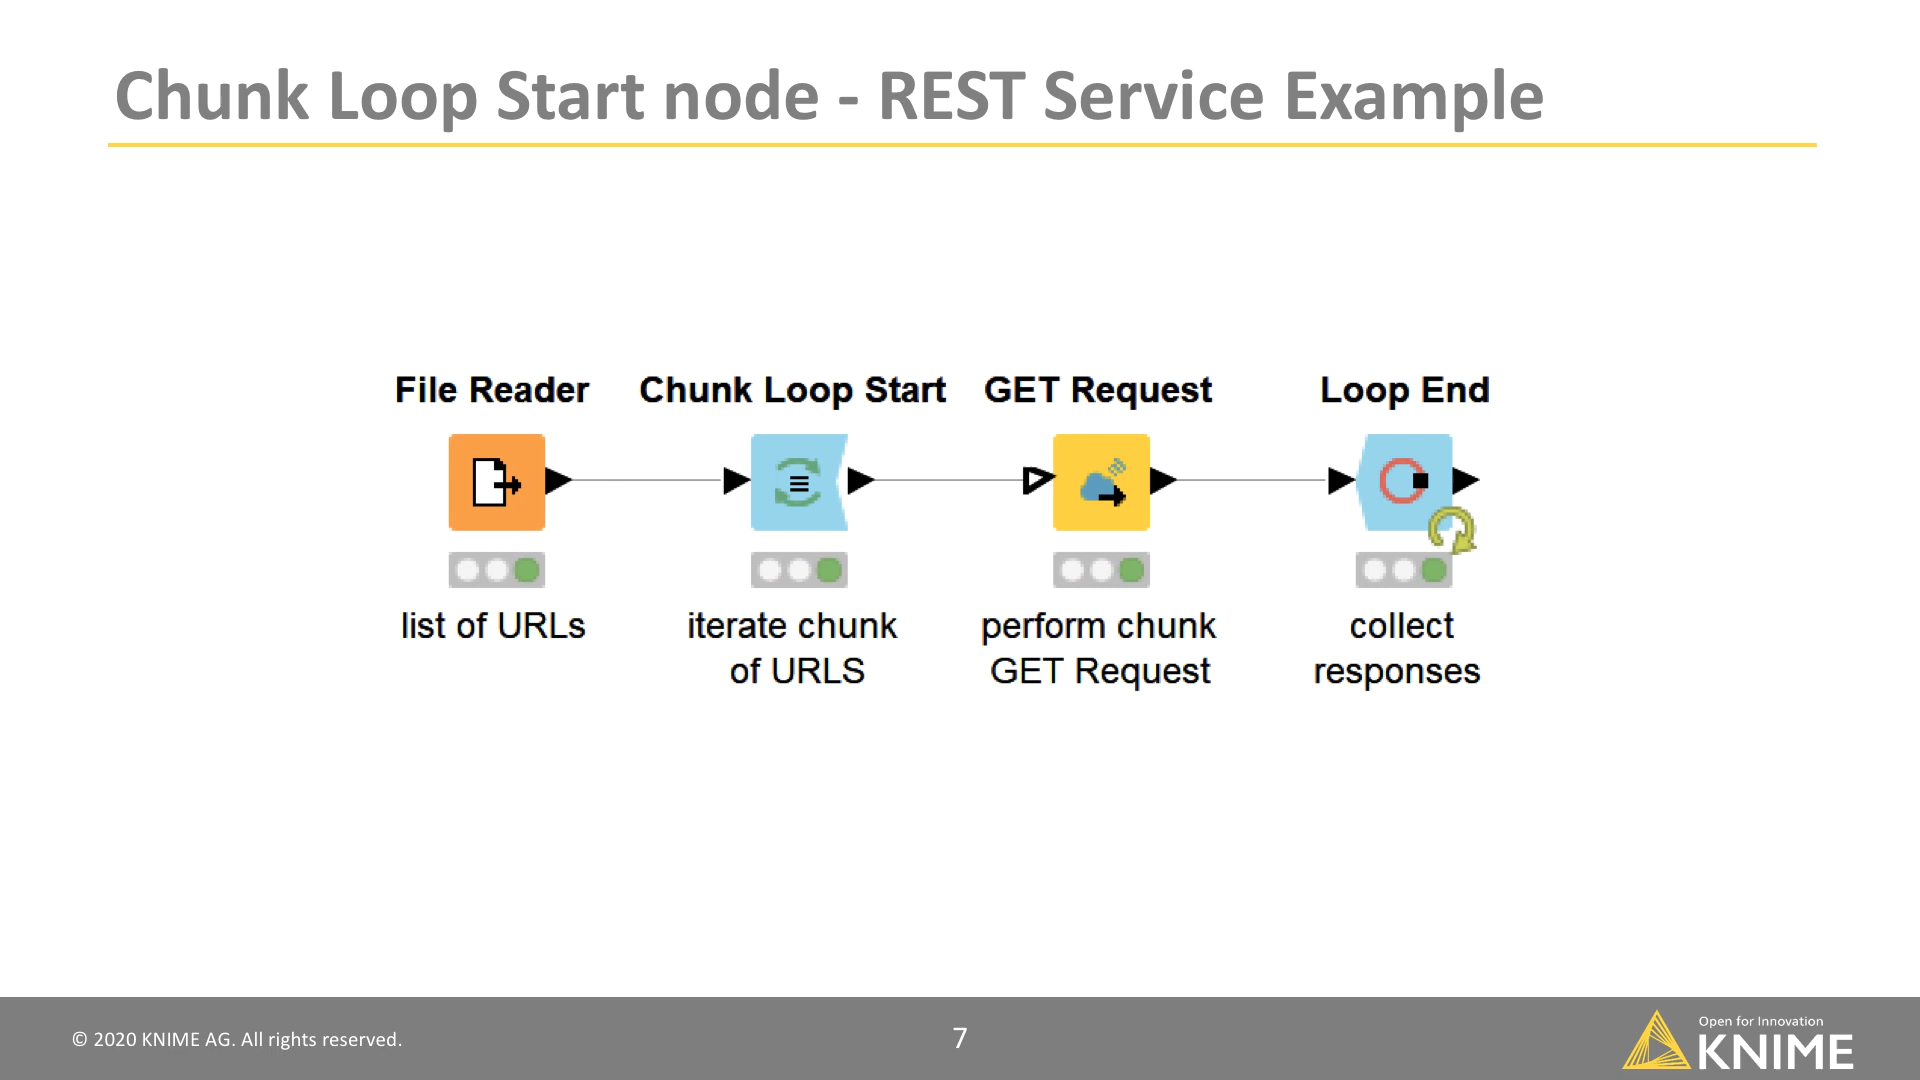 Chunk Loop Start node - REST Service Example
File Reader
Chunk Loop Start
GET Request
Loop End
list of URLs
iterate chunk
of URLS
perform chunk
GET Request
collect
responses
© 2020 KNIME AG. All rights reserved.
7
Open for Innovation
KNIME